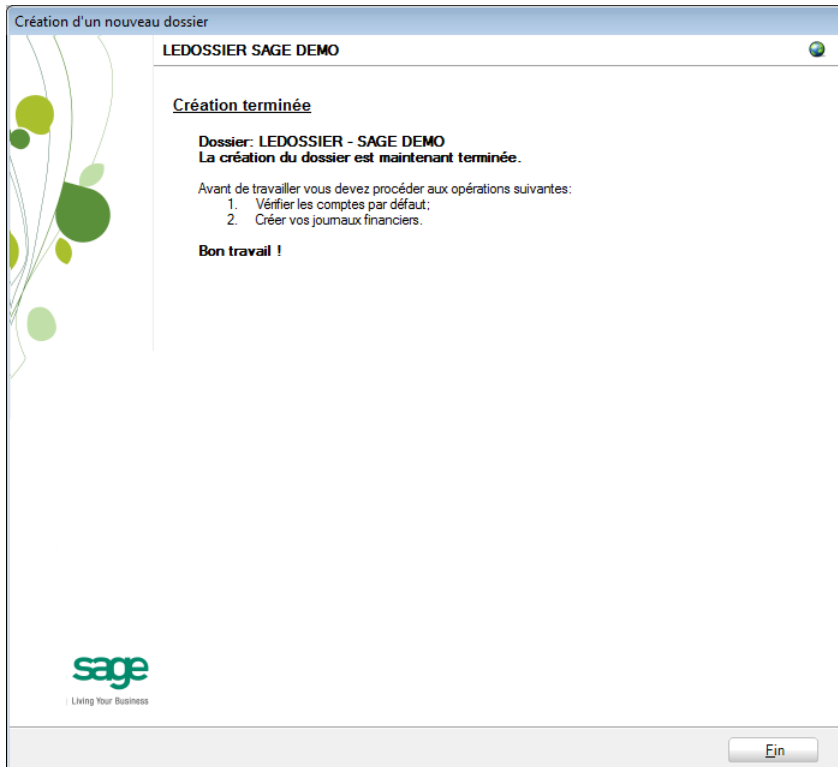 Création d'un nouveau dossier
LEDOSSIER SAGE DEMO
Création terminée
Dossier: LEDOSSIER - SAGE DEMO
La création du dossier est maintenant terminée.
Avant de travailler vous devez procéder aux opérations suivantes:
1. Vérifier les comptes par défaut;
2. Créer vos journaux financiers.
Bon travail !
sage
Living Your Business
Fin